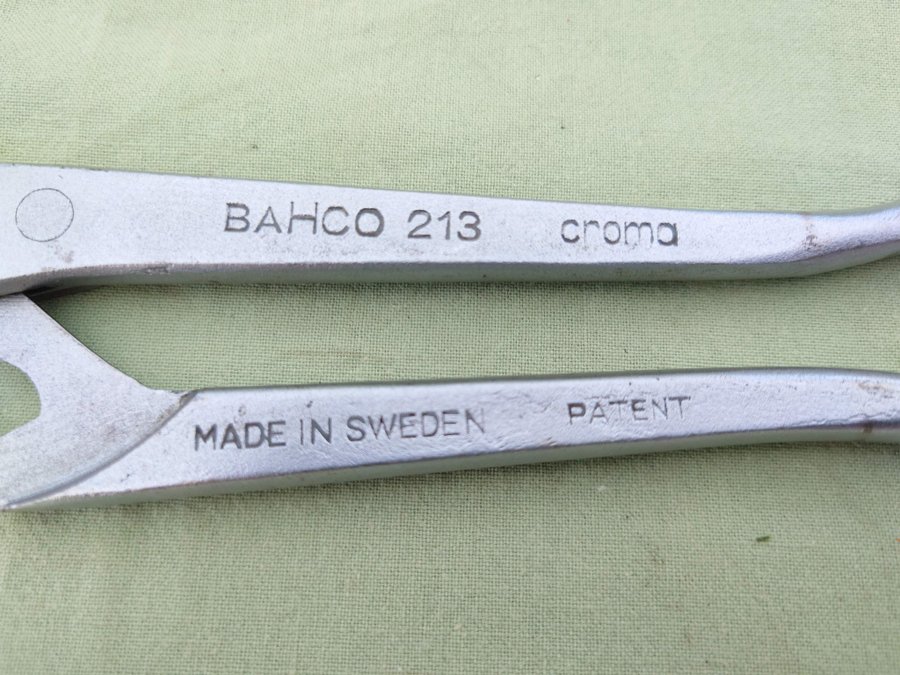 BAHCO 213 croma
MADE IN SWEDEN PATENT